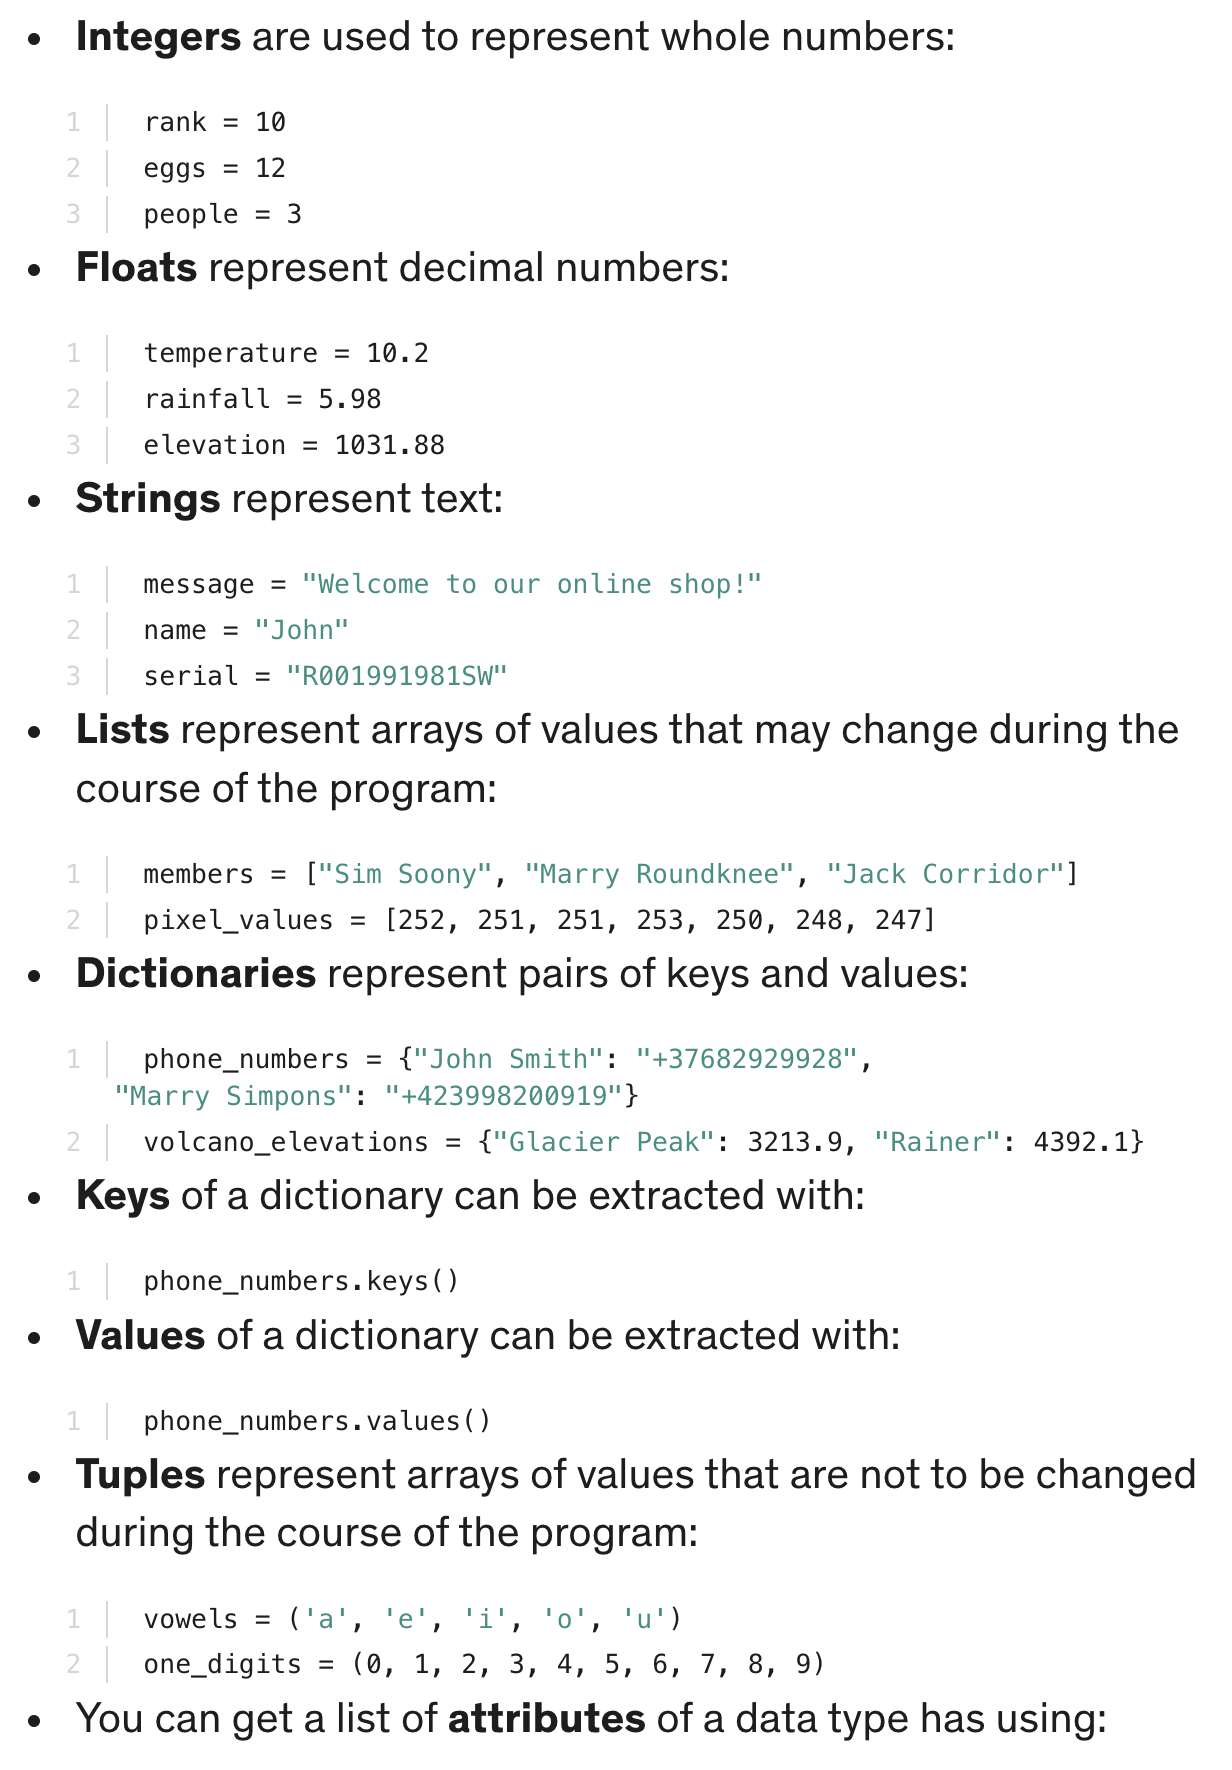 • Integers are used to represent whole numbers:
1 rank = 10
2 eggs = 12
3 people = 3
• Floats represent decimal numbers:
1 temperature = 10.2
2 rainfall = 5.98
3 elevation = 1031.88
• Strings represent text:
1 message = "Welcome to our online shop!"
2 name = "John"
3 serial = "R001991981SW"
• Lists represent arrays of values that may change during the
course of the program:
1 members = ["Sim Soony", "Marry Roundknee", "Jack Corridor"]
2 pixel_values = [252, 251, 251, 253, 250, 248, 247]
• Dictionaries represent pairs of keys and values:
1 phone_numbers = {"John Smith": "+37682929928",
"Marry Simpons": "+423998200919"}
2 volcano_elevations = {"Glacier Peak": 3213.9, "Rainer": 4392.1}
• Keys of a dictionary can be extracted with:
1 phone_numbers.keys()
• Values of a dictionary can be extracted with:
1 phone_numbers.values()
• Tuples represent arrays of values that are not to be changed
during the course of the program:
1 vowels = ('a', 'e', 'i', 'o', 'u')
2 one_digits = (0, 1, 2, 3, 4, 5, 6, 7, 8, 9)
• You can get a list of attributes of a data type has using: